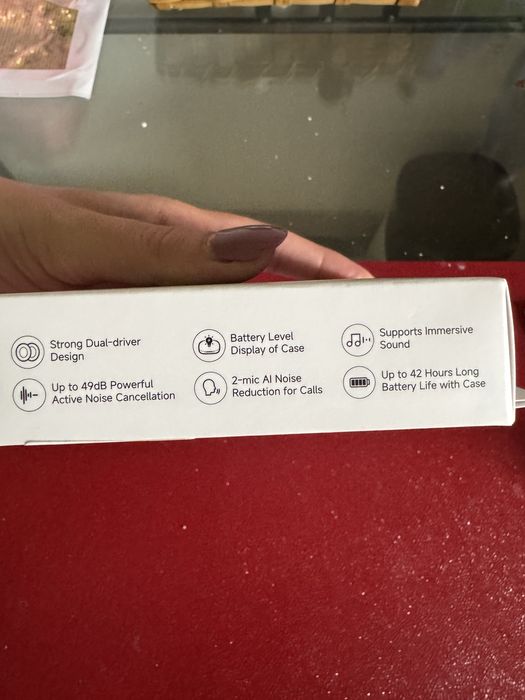 Strong Dual-driver
Design
Battery Level
Display of Case
Supports Immersive
Sound
Up to 49dB Powerful
Active Noise Cancellation
2-mic AI Noise
Reduction for Calls
Up to 42 Hours Long
Battery Life with Case